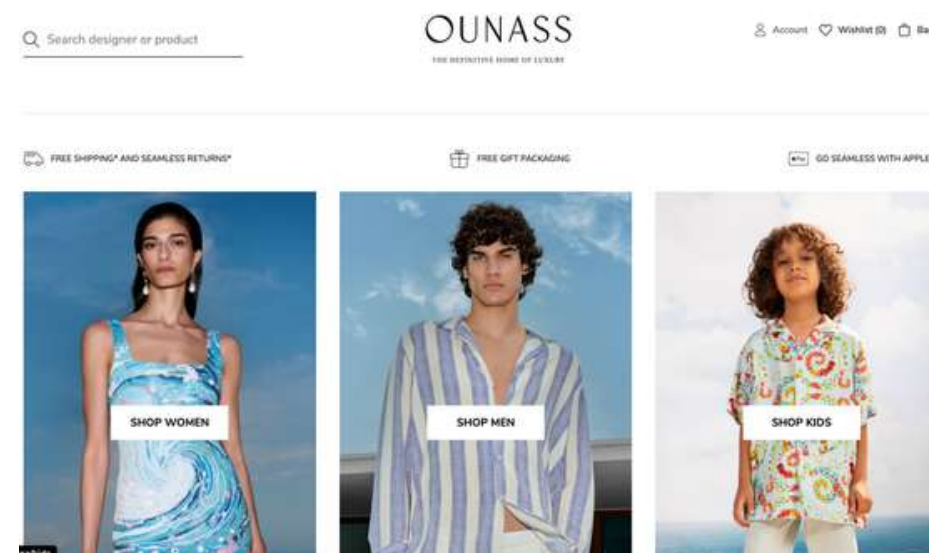 Search designer or product
OUNASS
THE DEFINITIVE HOME OF LUXURY
Account
Wishlist (0)
FREE SHIPPING* AND SEAMLESS RETURNS*
FREE GIFT PACKAGING
GO SEAMLESS WITH APPLE
SHOP WOMEN
SHOP MEN
SHOP KIDS